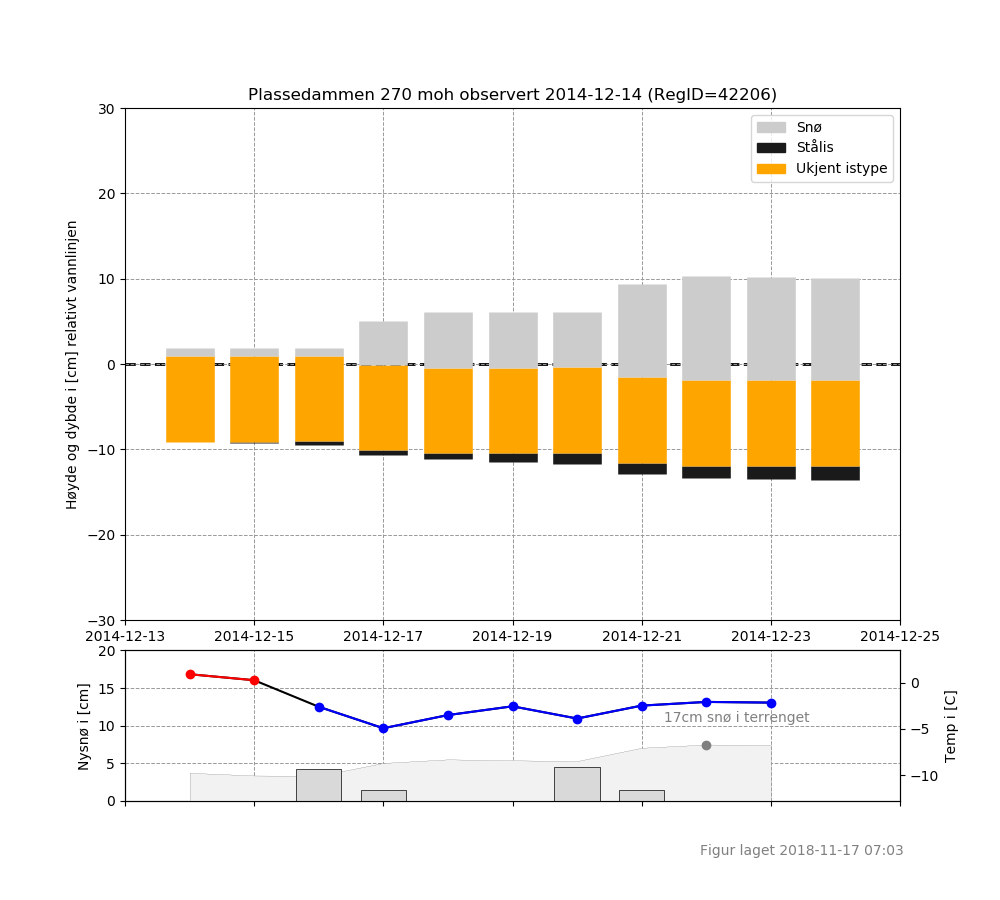 Plassedammen 270 moh observert 2014-12-14 (RegID=42206)
Høyde og dybde i [cm] relativt vannlinjen
30
20
10
0
−10
−20
−30
Snø
Stålis
Ukjent istype
2014-12-13 2014-12-15 2014-12-17 2014-12-19 2014-12-21 2014-12-23 2014-12-25
Nysnø i [cm]
20
15
10
5
0
17cm snø i terrenget
0
−5
−10
Temp i [C]
Figur laget 2018-11-17 07:03